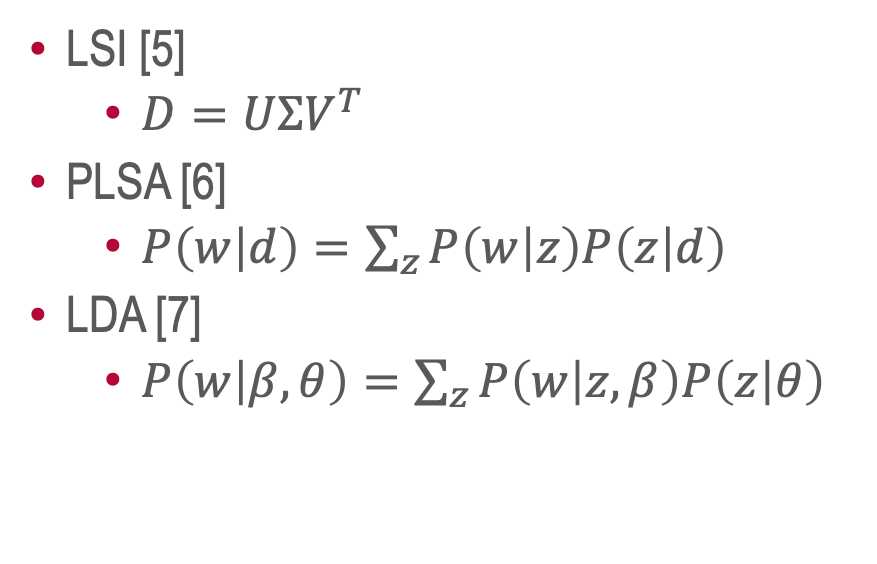 • LSI [5]
• D = UΣV^T
• PLSA [6]
• P(w|d) = ∑_z P(w|z)P(z|d)
• LDA [7]
• P(w|β, θ) = ∑_z P(w|z, β)P(z|θ)